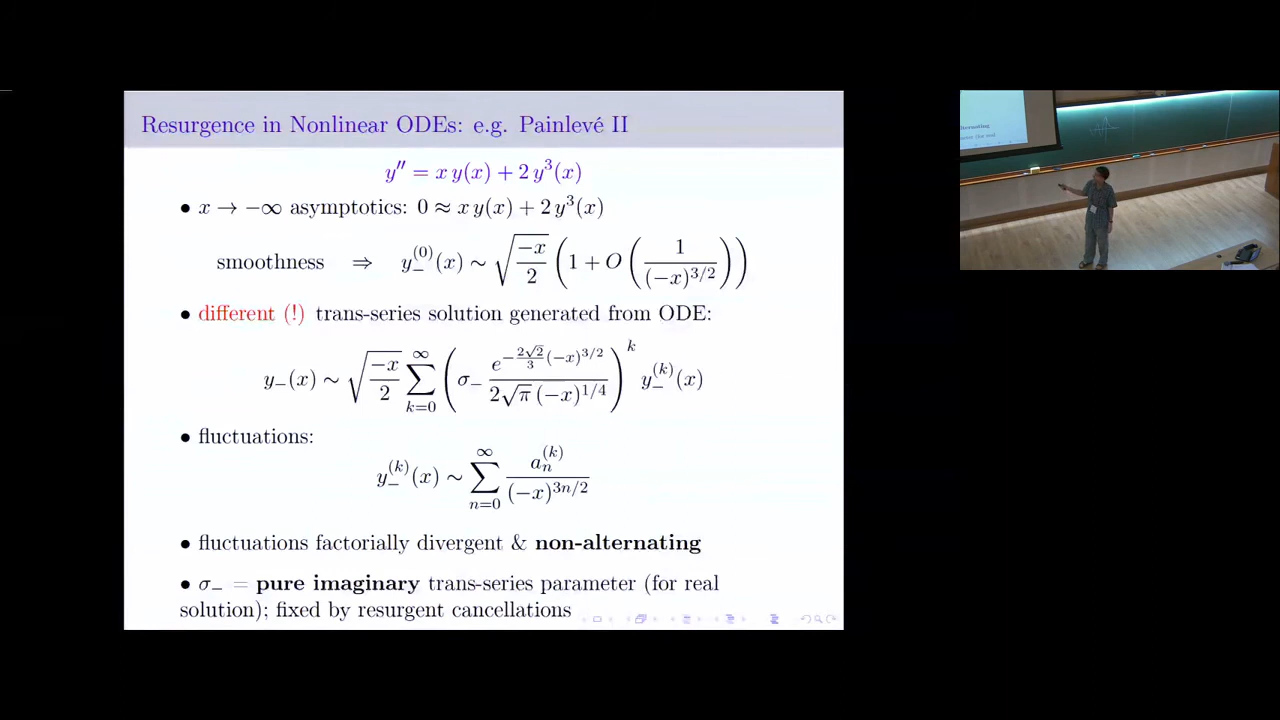 Resurgence in Nonlinear ODEs: e.g. Painlevé II
y′′ = x y(x) + 2 y³(x)
• x → −∞ asymptotics: 0 ≈ x y(x) + 2 y³(x)
smoothness ⇒ y₋⁽⁰⁾(x) ∼ √(−x/2) (1 + O(1/(−x)^{3/2}))
• different (!) trans-series solution generated from ODE:
y₋(x) ∼ √(−x/2) ∑_{k=0}^{∞} (σ₋ e^{−(2√2/3)(−x)^{3/2}} / (2√π (−x)^{1/4}))^k y₋^{(k)}(x)
• fluctuations:
y₋^{(k)}(x) ∼ ∑_{n=0}^{∞} a_n^{(k)} / (−x)^{3n/2}
• fluctuations factorially divergent & non-alternating
• σ₋ = pure imaginary trans-series parameter (for real
solution); fixed by resurgent cancellations